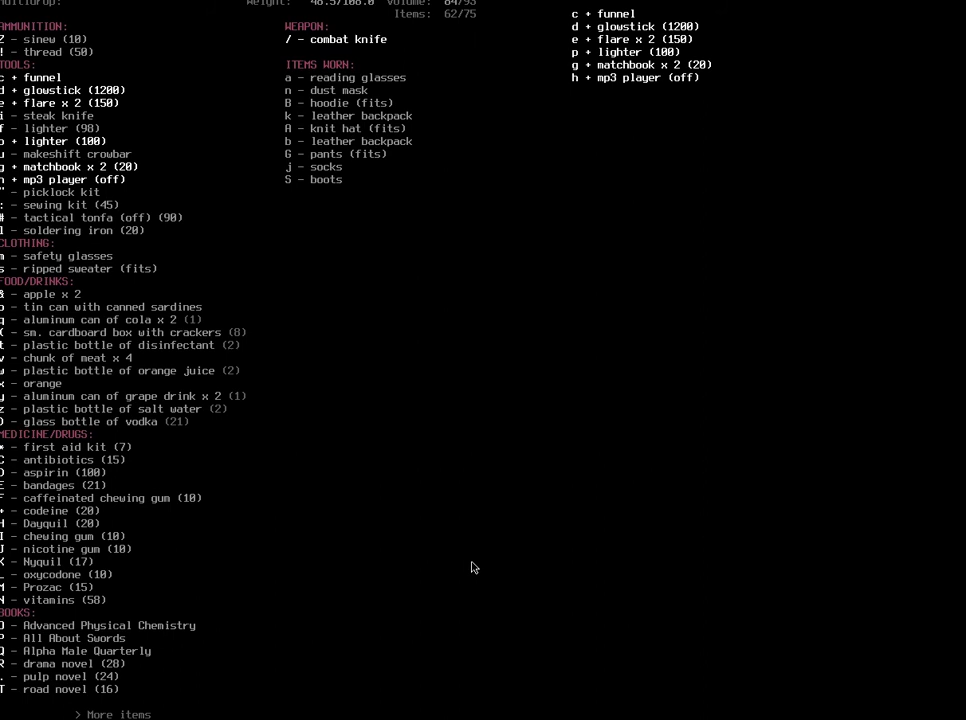 Multidrop: Weight: 48.5/108.0 Volume: 84/93
Items: 62/75
AMMUNITION:
Z - sinew (10)
! - thread (50)
TOOLS:
c + funnel
d + glowstick (1200)
e + flare x 2 (150)
i - steak knife
f - lighter (98)
p + lighter (100)
u - makeshift crowbar
g + matchbook x 2 (20)
h + mp3 player (off)
" - picklock kit
: - sewing kit (45)
# - tactical tonfa (off) (90)
l - soldering iron (20)
CLOTHING:
m - safety glasses
s - ripped sweater (fits)
FOOD/DRINKS:
& - apple x 2
o - tin can with canned sardines
q - aluminum can of cola x 2 (1)
( - sm. cardboard box with crackers (8)
t - plastic bottle of disinfectant (2)
v - chunk of meat x 4
w - plastic bottle of orange juice (2)
x - orange
y - aluminum can of grape drink x 2 (1)
z - plastic bottle of salt water (2)
) - glass bottle of vodka (21)
MEDICINE/DRUGS:
* - first aid kit (7)
C - antibiotics (15)
D - aspirin (100)
E - bandages (21)
F - caffeinated chewing gum (10)
+ - codeine (20)
H - Dayquil (20)
I - chewing gum (10)
J - nicotine gum (10)
K - Nyquil (17)
L - oxycodone (10)
M - Prozac (15)
N - vitamins (58)
BOOKS:
O - Advanced Physical Chemistry
P - All About Swords
Q - Alpha Male Quarterly
R - drama novel (28)
. - pulp novel (24)
T - road novel (16)
> More items
WEAPON:
/ - combat knife
ITEMS WORN:
a - reading glasses
n - dust mask
B - hoodie (fits)
k - leather backpack
A - knit hat (fits)
b - leather backpack
G - pants (fits)
j - socks
S - boots
c + funnel
d + glowstick (1200)
e + flare x 2 (150)
p + lighter (100)
g + matchbook x 2 (20)
h + mp3 player (off)